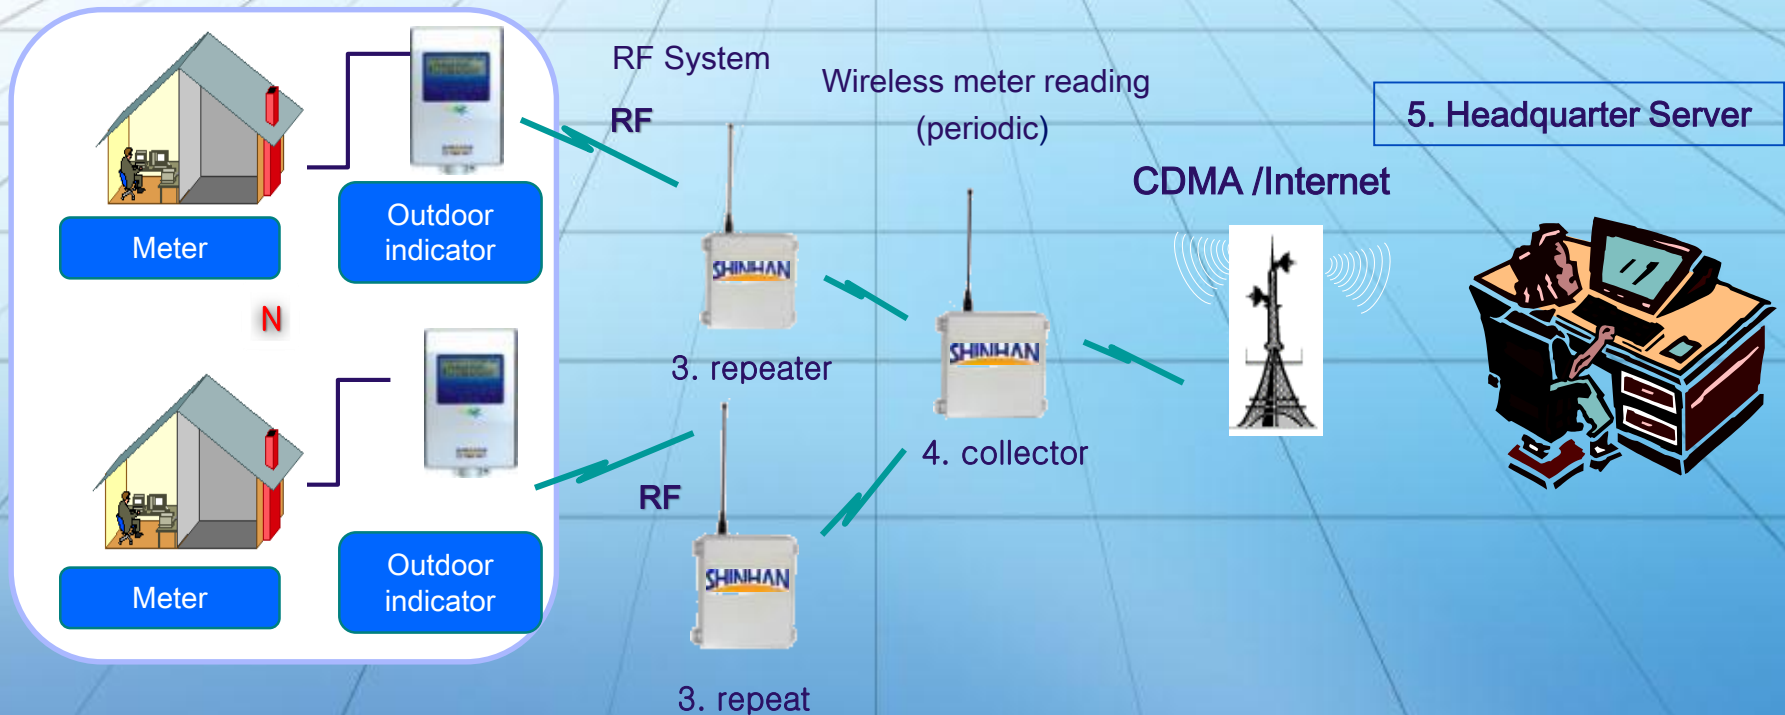 RF System
RF
Wireless meter reading
(periodic)
5. Headquarter Server
CDMA /Internet
Meter
Outdoor
indicator
N
SHINHAN
3. repeater
SHINHAN
4. collector
RF
SHINHAN
Meter
Outdoor
indicator
3. repeat